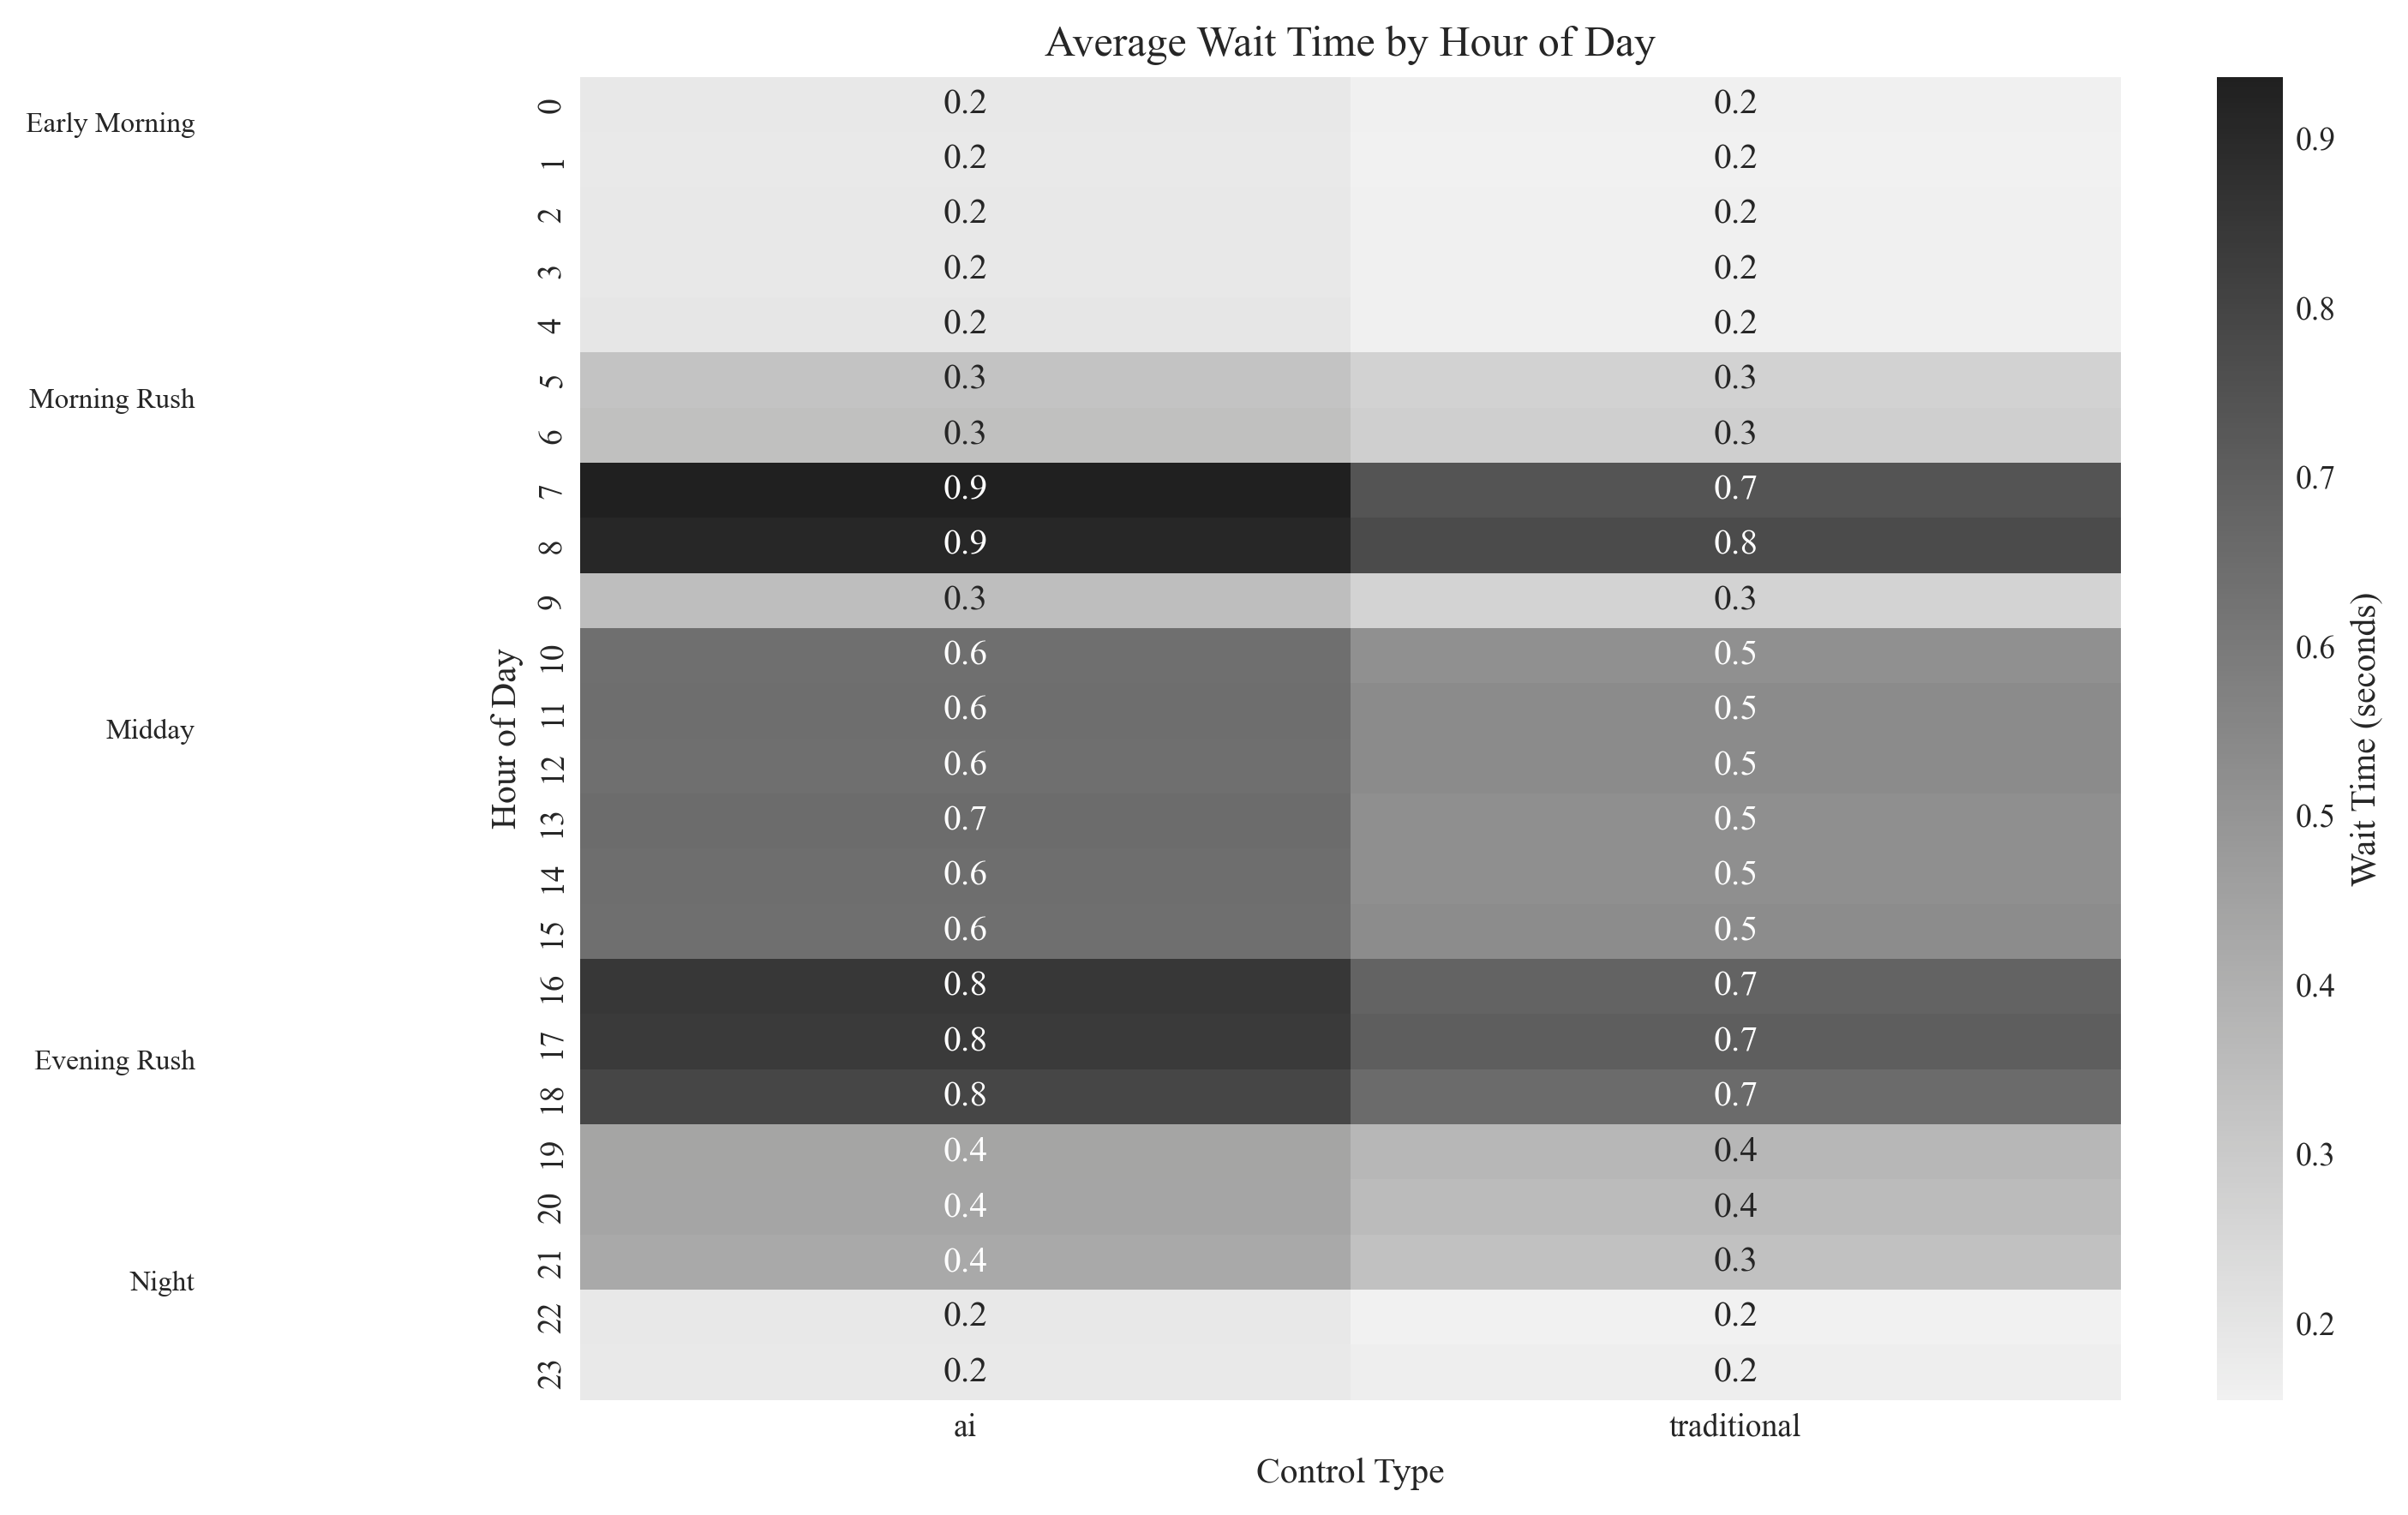 Average Wait Time by Hour of Day
Early Morning
Morning Rush
Midday
Evening Rush
Night
Hour of Day
0 0.2 0.2
1 0.2 0.2
2 0.2 0.2
3 0.2 0.2
4 0.2 0.2
5 0.3 0.3
6 0.3 0.3
7 0.9 0.7
8 0.9 0.8
9 0.3 0.3
10 0.6 0.5
11 0.6 0.5
12 0.6 0.5
13 0.7 0.5
14 0.6 0.5
15 0.6 0.5
16 0.8 0.7
17 0.8 0.7
18 0.8 0.7
19 0.4 0.4
20 0.4 0.4
21 0.4 0.3
22 0.2 0.2
23 0.2 0.2
ai traditional
Control Type
0.9
0.8
0.7
0.6
0.5
0.4
0.3
0.2
Wait Time (seconds)